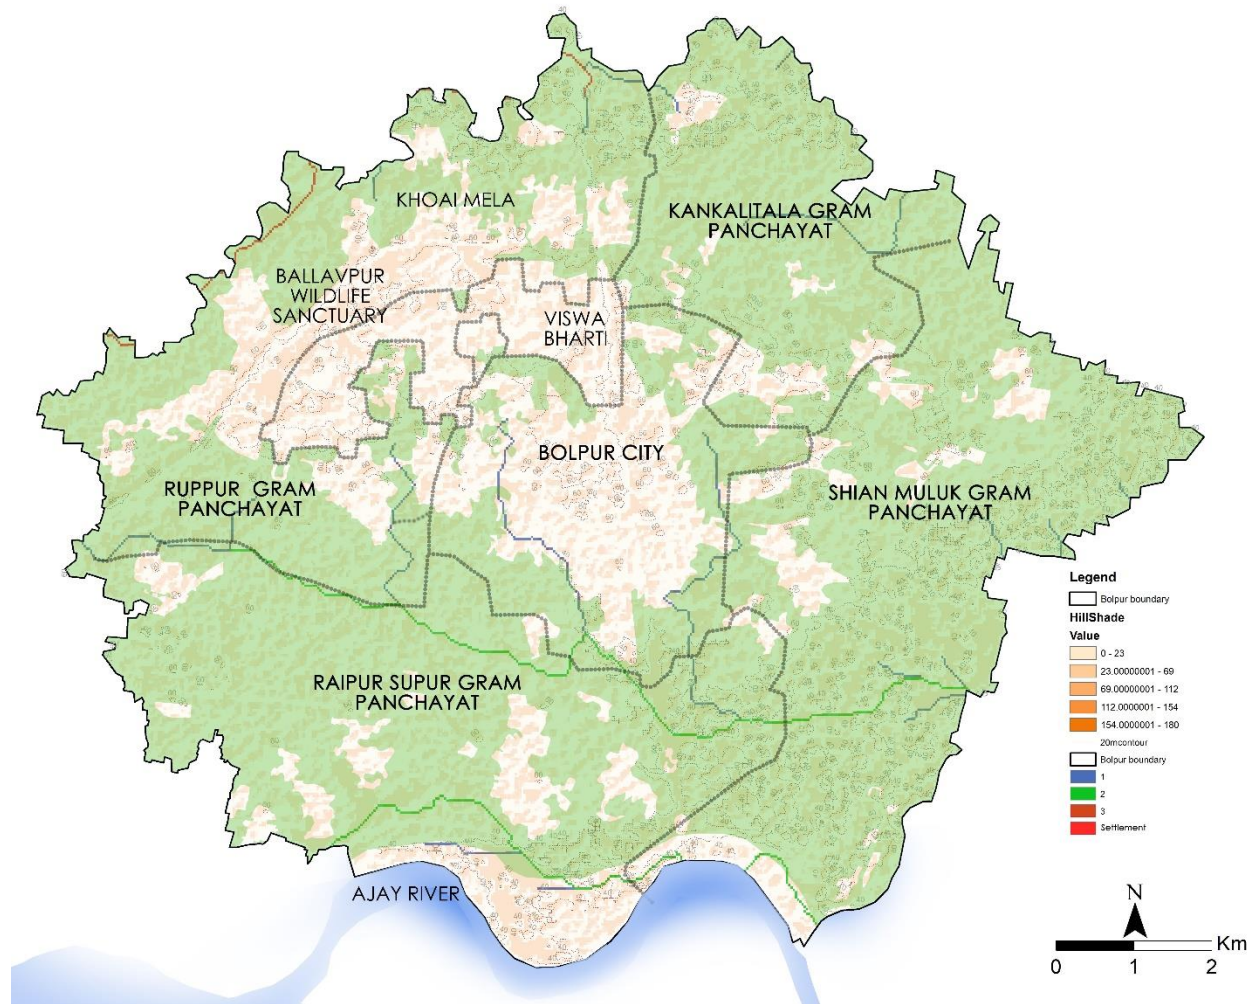 KHOAI MELA
KANKALITALA GRAM
PANCHAYAT
BALLAVPUR
WILDLIFE
SANCTUARY
VISWA
BHARTI
BOLPUR CITY
RUPPUR GRAM
PANCHAYAT
SHIAN MULUK GRAM
PANCHAYAT
RAIPUR SUPUR GRAM
PANCHAYAT
AJAY RIVER
Legend
Bolpur boundary
HillShade
Value
0 - 23
23.00000001 - 69
69.00000001 - 112
112.0000001 - 154
154.0000001 - 180
20mcontour
Bolpur boundary
1
2
3
Settlement
N
Km
0 1 2